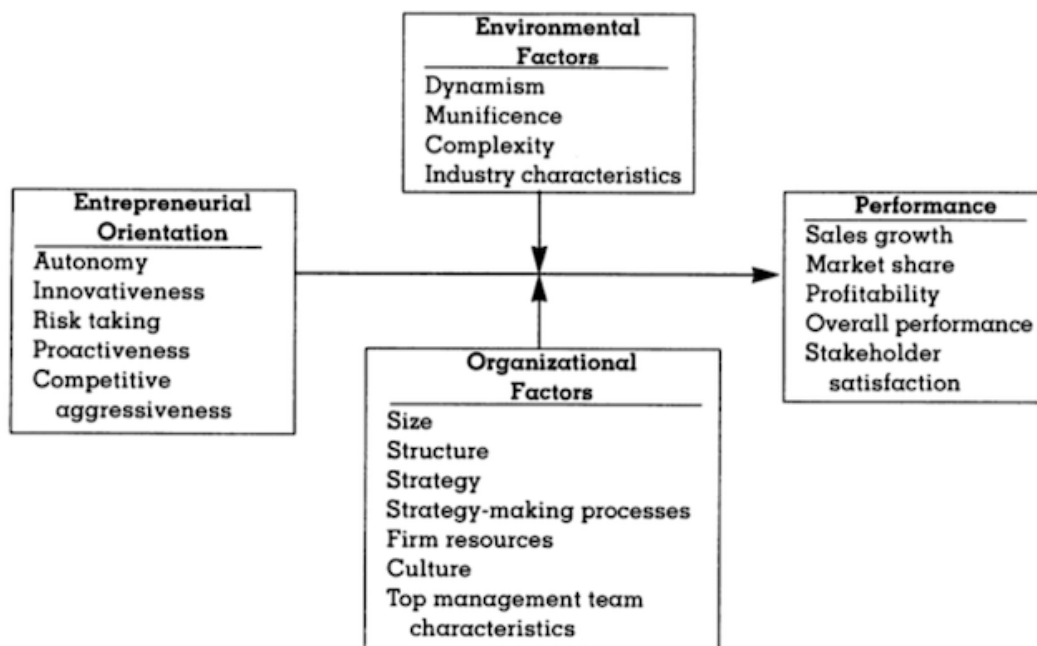 Environmental
Factors
Dynamism
Munificence
Complexity
Industry characteristics
Entrepreneurial
Orientation
Autonomy
Innovativeness
Risk taking
Proactiveness
Competitive
aggressiveness
Performance
Sales growth
Market share
Profitability
Overall performance
Stakeholder
satisfaction
Organizational
Factors
Size
Structure
Strategy
Strategy-making processes
Firm resources
Culture
Top management team
characteristics